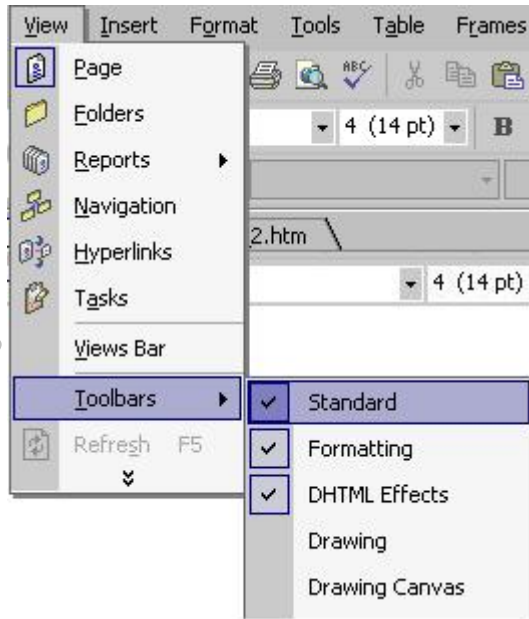 View Insert Format Tools Table Frames
Page
ABC
Folders
4 (14 pt) B
Reports
Navigation
2.htm
Hyperlinks
4 (14 pt)
Tasks
Views Bar
Toolbars
Standard
Refresh F5
Formatting
DHTML Effects
Drawing
Drawing Canvas